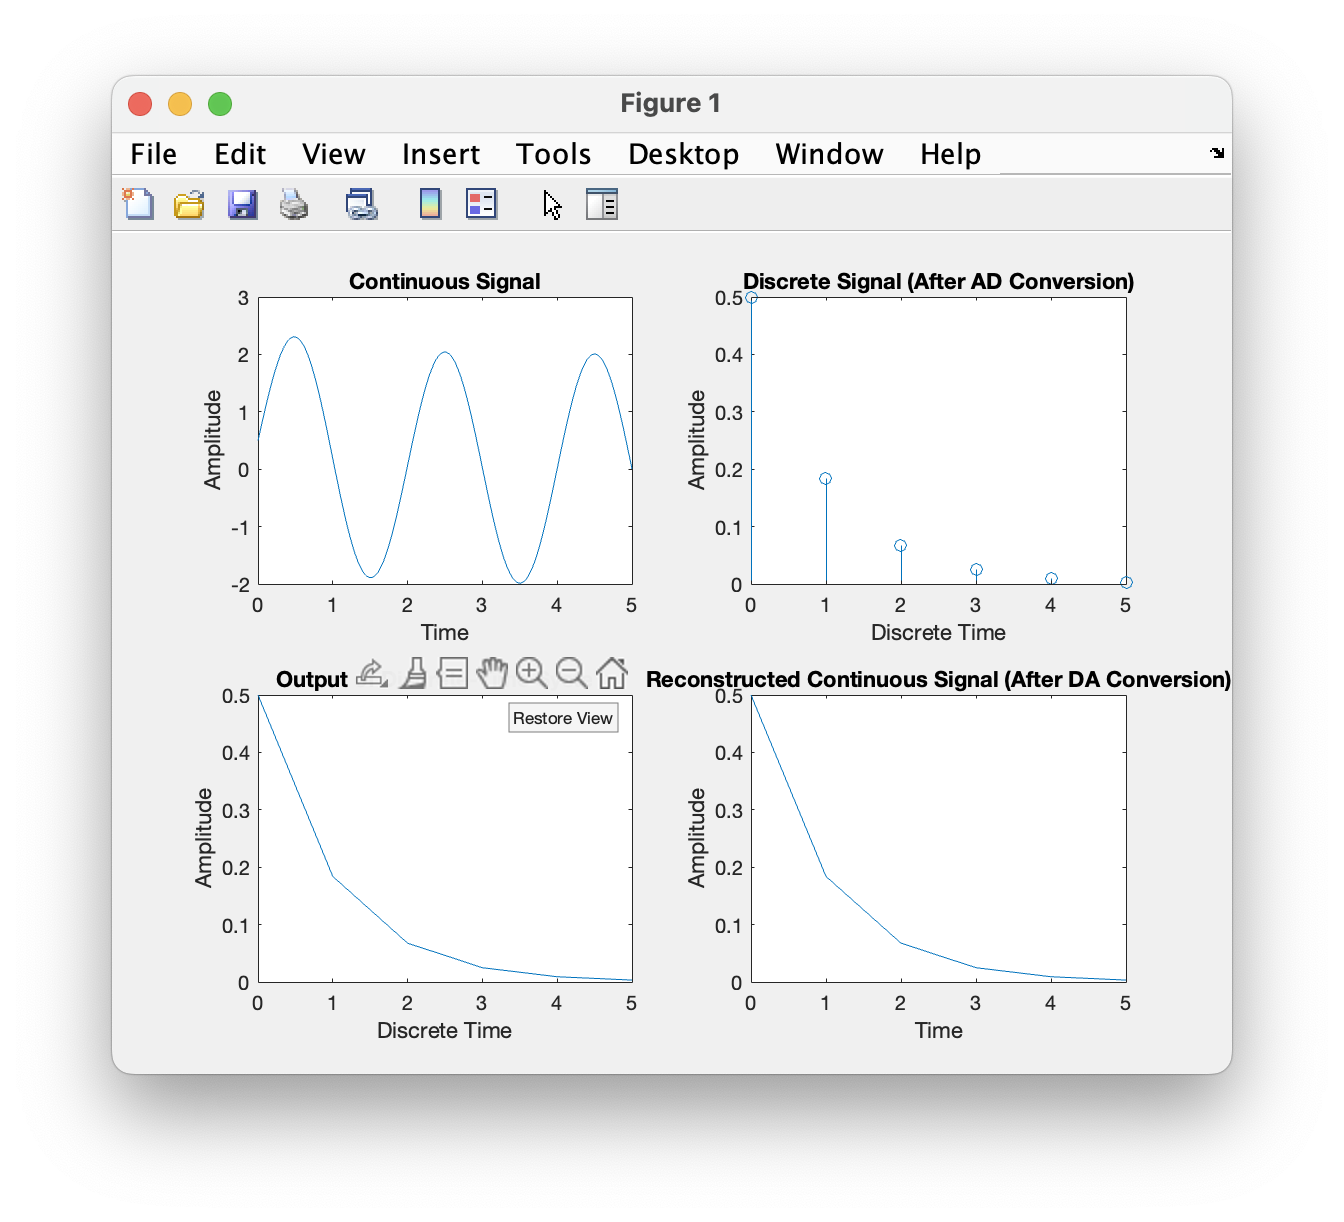 Figure 1
File Edit View Insert Tools Desktop Window Help
Continuous Signal
3
2
1
0
-1
-2
Amplitude
0 1 2 3 4 5
Time
Discrete Signal (After AD Conversion)
0.5
0.4
0.3
0.2
0.1
0
Amplitude
0 1 2 3 4 5
Discrete Time
Output
Restore View
0.5
0.4
0.3
0.2
0.1
0
Amplitude
0 1 2 3 4 5
Discrete Time
Reconstructed Continuous Signal (After DA Conversion)
0.5
0.4
0.3
0.2
0.1
0
Amplitude
0 1 2 3 4 5
Time